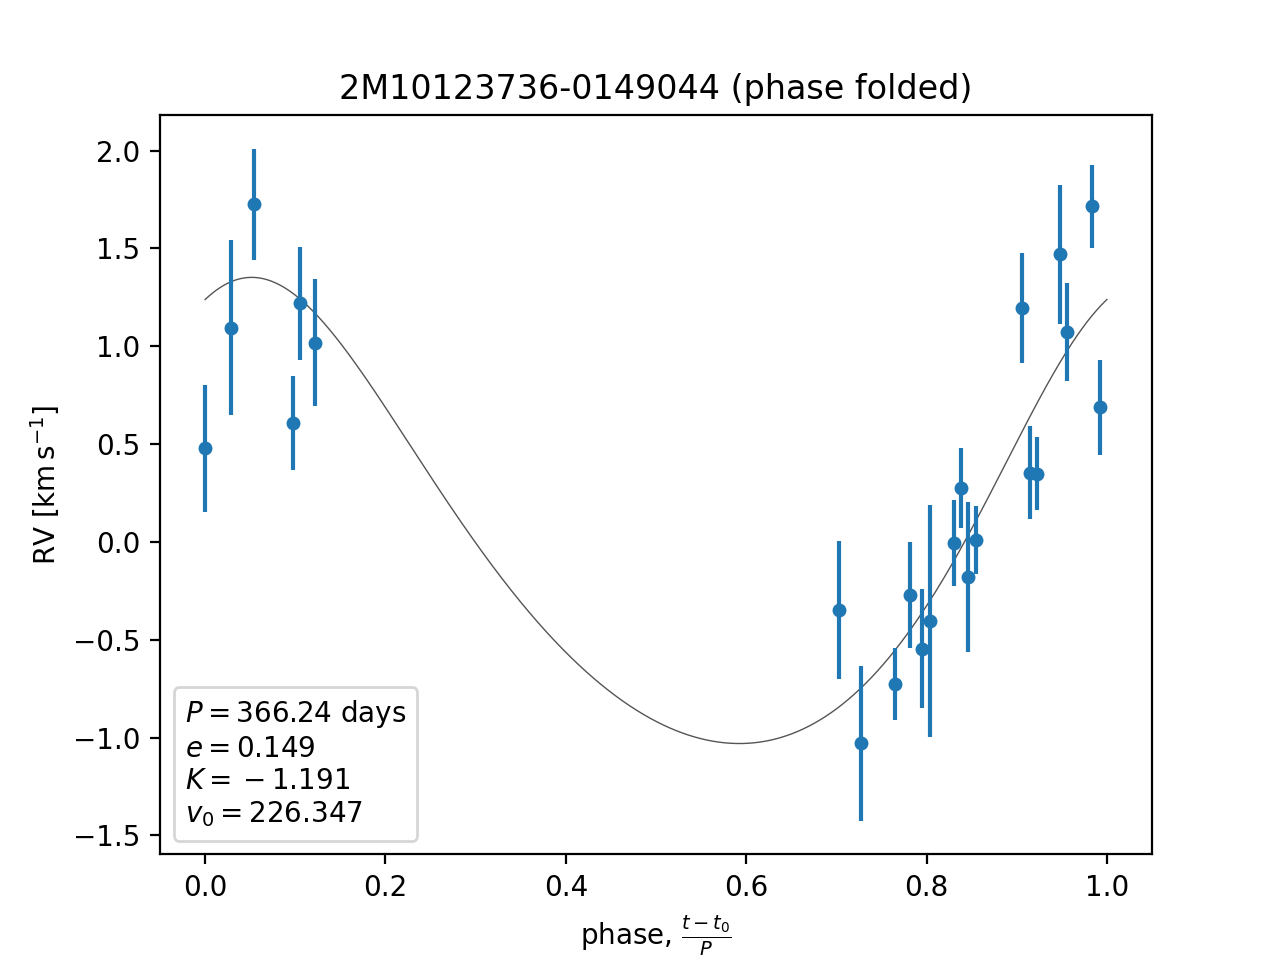 2M10123736-0149044 (phase folded)
RV [km s⁻¹]
2.0
1.5
1.0
0.5
0.0
−0.5
−1.0
−1.5
P = 366.24 days
e = 0.149
K = −1.191
v₀ = 226.347
0.0 0.2 0.4 0.6 0.8 1.0
phase, (t − t₀)/P